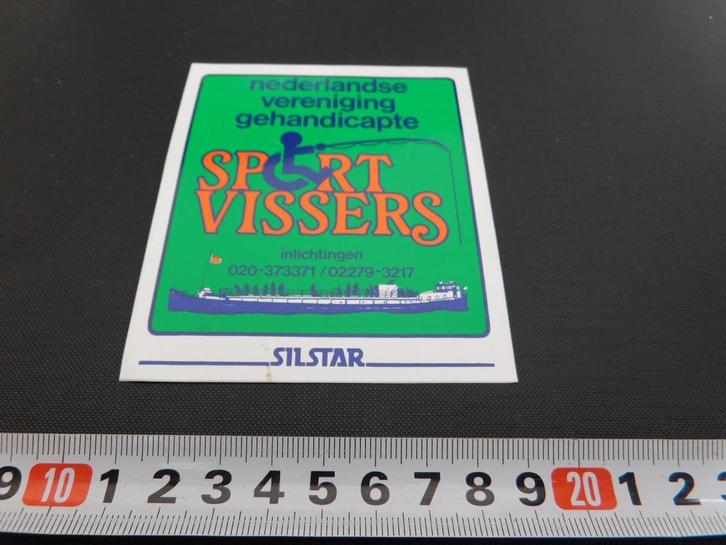 nederlandse
vereniging
gehandicapte
SPORT
VISSERS
inlichtingen
020-373371 / 02279-3217
SILSTAR
9 10 1 2 3 4 5 6 7 8 9 20 1 2 3